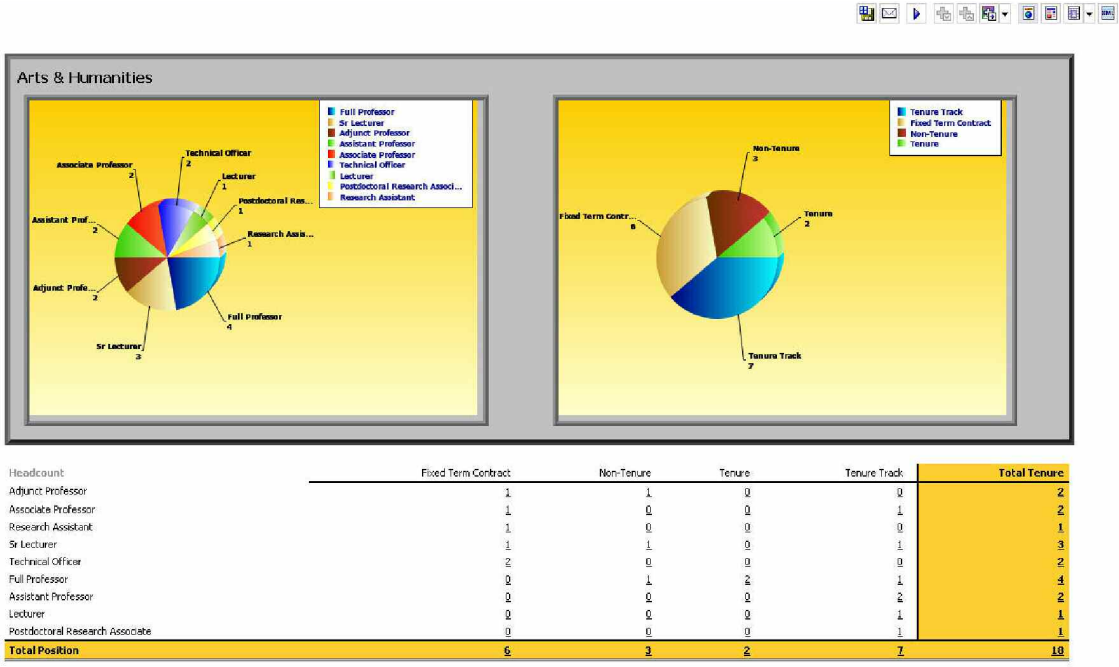 Arts & Humanities
Full Professor
Sr Lecturer
Adjunct Professor
Assistant Professor
Associate Professor
Technical Officer
Lecturer
Postdoctoral Research Associ...
Research Assistant
Technical Officer
2
Associate Professor
2
Lecturer
1
Postdoctoral Res...
1
Assistant Prof...
2
Research Assis...
1
Adjunct Profe...
2
Full Professor
4
Sr Lecturer
3
Tenure Track
Fixed Term Contract
Non-Tenure
Tenure
Non-Tenure
3
Tenure
2
Fixed Term Contr...
6
Tenure Track
7
Headcount Fixed Term Contract Non-Tenure Tenure Tenure Track Total Tenure
Adjunct Professor 1 1 0 0 2
Associate Professor 1 0 0 1 2
Research Assistant 1 0 0 0 1
Sr Lecturer 1 1 0 1 3
Technical Officer 2 0 0 0 2
Full Professor 0 1 2 1 4
Assistant Professor 0 0 0 2 2
Lecturer 0 0 0 1 1
Postdoctoral Research Associate 0 0 0 1 1
Total Position 6 3 2 7 18